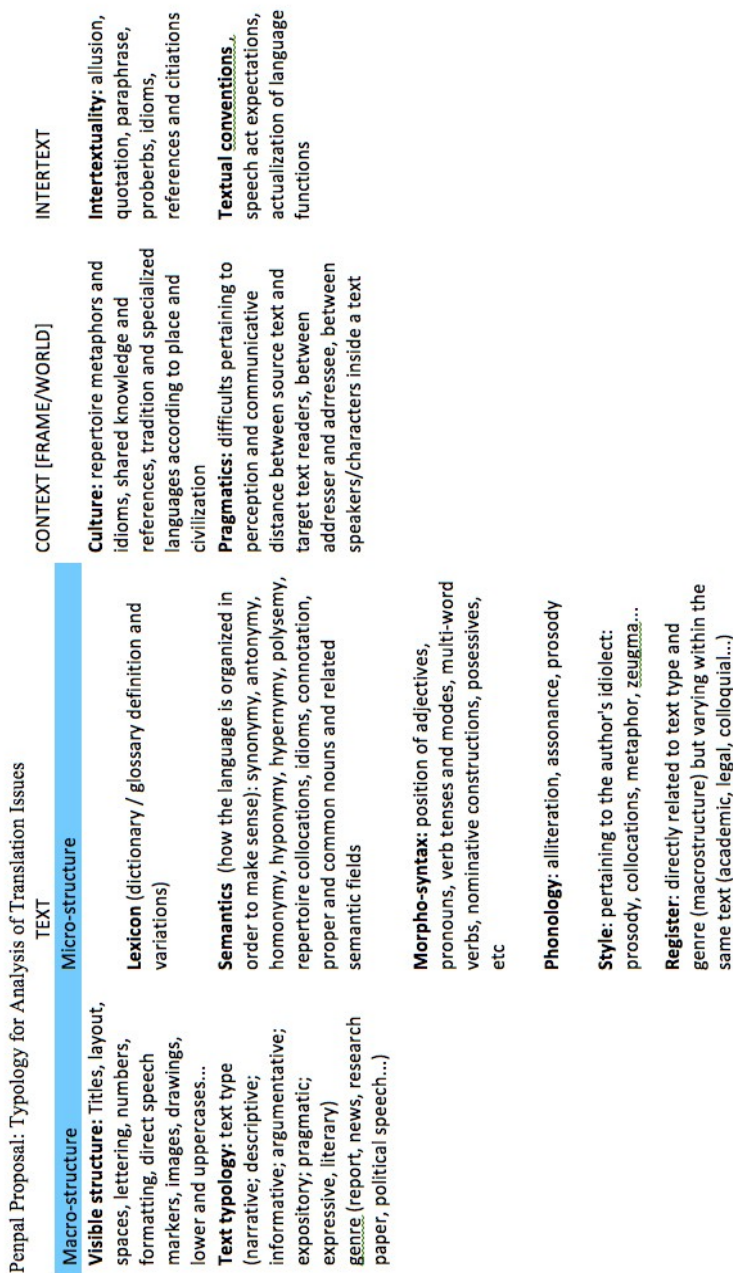 Penpal Proposal: Typology for Analysis of Translation Issues
TEXT
CONTEXT [FRAME/WORLD]
INTERTEXT
Macro-structure
Micro-structure
Visible structure: Titles, layout,
spaces, lettering, numbers,
formatting, direct speech
markers, images, drawings,
lower and uppercases...
Text typology: text type
(narrative; descriptive;
informative; argumentative;
expository; pragmatic;
expressive, literary)
genre (report, news, research
paper, political speech...)
Lexicon (dictionary / glossary definition and
variations)
Semantics (how the language is organized in
order to make sense): synonymy, antonymy,
homonymy, hyponymy, hypernymy, polysemy,
repertoire collocations, idioms, connotation,
proper and common nouns and related
semantic fields
Morpho-syntax: position of adjectives,
pronouns, verb tenses and modes, multi-word
verbs, nominative constructions, posessives,
etc
Phonology: alliteration, assonance, prosody
Style: pertaining to the author's idiolect:
prosody, collocations, metaphor, zeugma...
Register: directly related to text type and
genre (macrostructure) but varying within the
same text (academic, legal, colloquial...)
Culture: repertoire metaphors and
idioms, shared knowledge and
references, tradition and specialized
languages according to place and
civilization
Pragmatics: difficults pertaining to
perception and communicative
distance between source text and
target text readers, between
addresser and adrressee, between
speakers/characters inside a text
Intertextuality: allusion,
quotation, paraphrase,
proberbs, idioms,
references and citiations
Textual conventions ,
speech act expectations,
actualization of language
functions